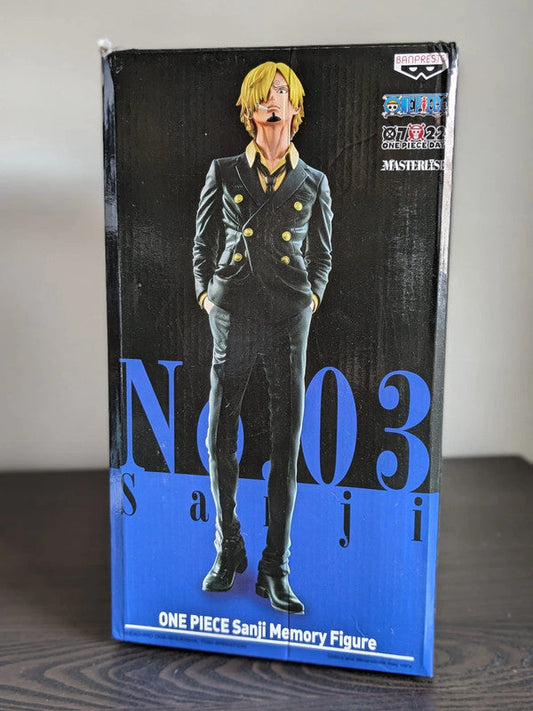 BANPRESTO
ONE PIECE
07 22
ONE PIECE DAY
MASTERLISE
No.03
Sanji
ONE PIECE Sanji Memory Figure